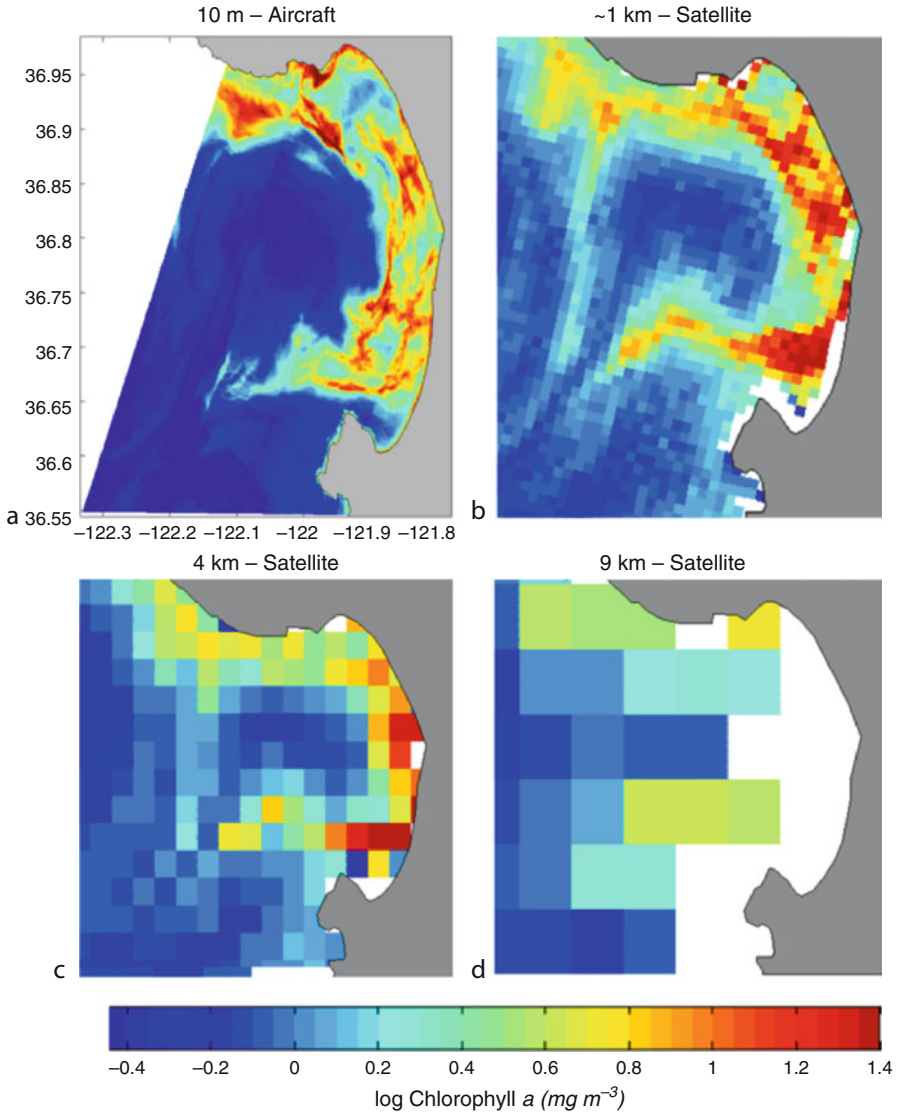 10 m – Aircraft
~1 km – Satellite
36.95
36.9
36.85
36.8
36.75
36.7
36.65
36.6
36.55
a
b
−122.3 −122.2 −122.1 −122 −121.9 −121.8
4 km – Satellite
9 km – Satellite
c
d
−0.4 −0.2 0 0.2 0.4 0.6 0.8 1 1.2 1.4
log Chlorophyll a (mg m⁻³)